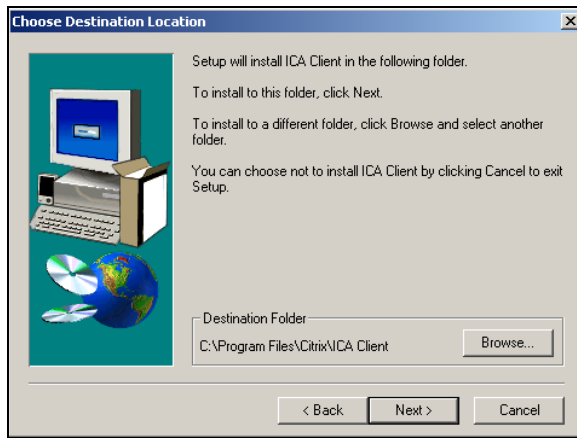 Choose Destination Location
Setup will install ICA Client in the following folder.
To install to this folder, click Next.
To install to a different folder, click Browse and select another
folder.
You can choose not to install ICA Client by clicking Cancel to exit
Setup.
Destination Folder
C:\Program Files\Citrix\ICA Client
Browse...
< Back
Next >
Cancel